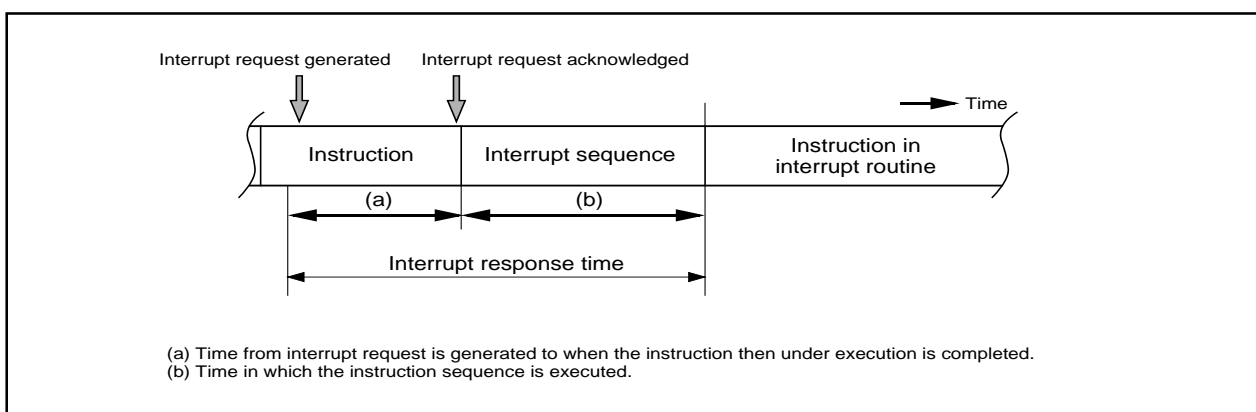 Interrupt request generated
Interrupt request acknowledged
Time
Instruction
Interrupt sequence
Instruction in
interrupt routine
(a)
(b)
Interrupt response time
(a) Time from interrupt request is generated to when the instruction then under execution is completed.
(b) Time in which the instruction sequence is executed.